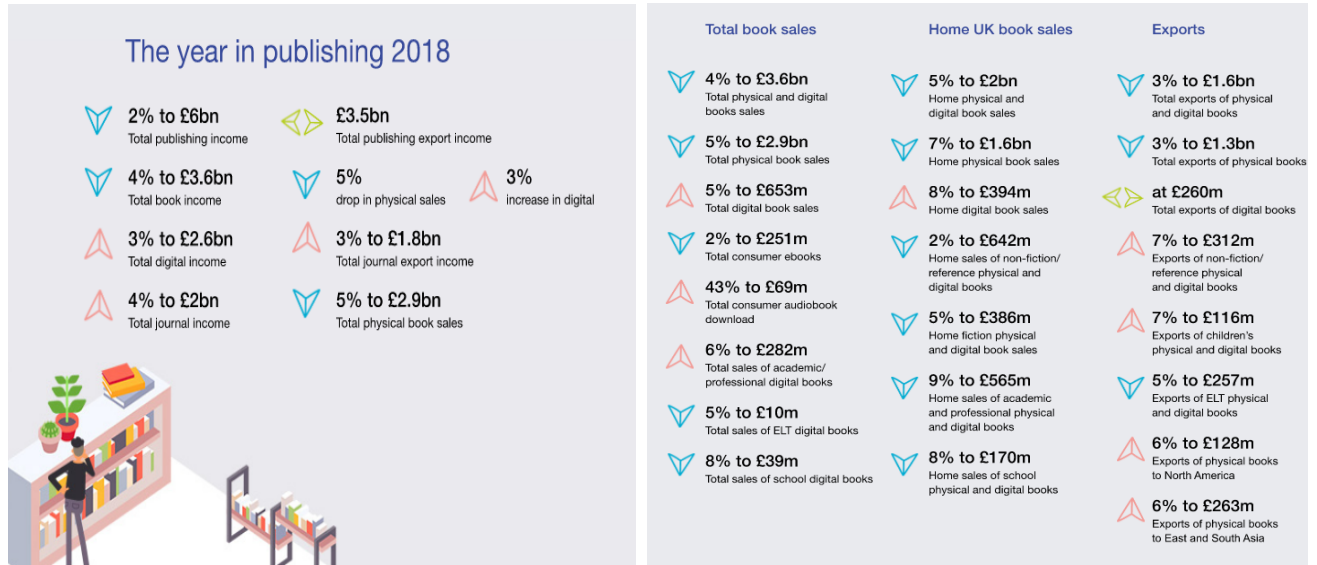 The year in publishing 2018
2% to £6bn
Total publishing income
£3.5bn
Total publishing export income
4% to £3.6bn
Total book income
5%
drop in physical sales
3%
increase in digital
3% to £2.6bn
Total digital income
3% to £1.8bn
Total journal export income
4% to £2bn
Total journal income
5% to £2.9bn
Total physical book sales
Total book sales
4% to £3.6bn
Total physical and digital
books sales
5% to £2.9bn
Total physical book sales
5% to £653m
Total digital book sales
2% to £251m
Total consumer ebooks
43% to £69m
Total consumer audiobook
download
6% to £282m
Total sales of academic/
professional digital books
5% to £10m
Total sales of ELT digital books
8% to £39m
Total sales of school digital books
Home UK book sales
5% to £2bn
Home physical and
digital book sales
7% to £1.6bn
Home physical book sales
8% to £394m
Home digital book sales
2% to £642m
Home sales of non-fiction/
reference physical and
digital books
5% to £386m
Home fiction physical
and digital book sales
9% to £565m
Home sales of academic
and professional physical
and digital books
8% to £170m
Home sales of school
physical and digital books
Exports
3% to £1.6bn
Total exports of physical
and digital books
3% to £1.3bn
Total exports of physical books
at £260m
Total exports of digital books
7% to £312m
Exports of non-fiction/
reference physical
and digital books
7% to £116m
Exports of children's
physical and digital books
5% to £257m
Exports of ELT physical
and digital books
6% to £128m
Exports of physical books
to North America
6% to £263m
Exports of physical books
to East and South Asia